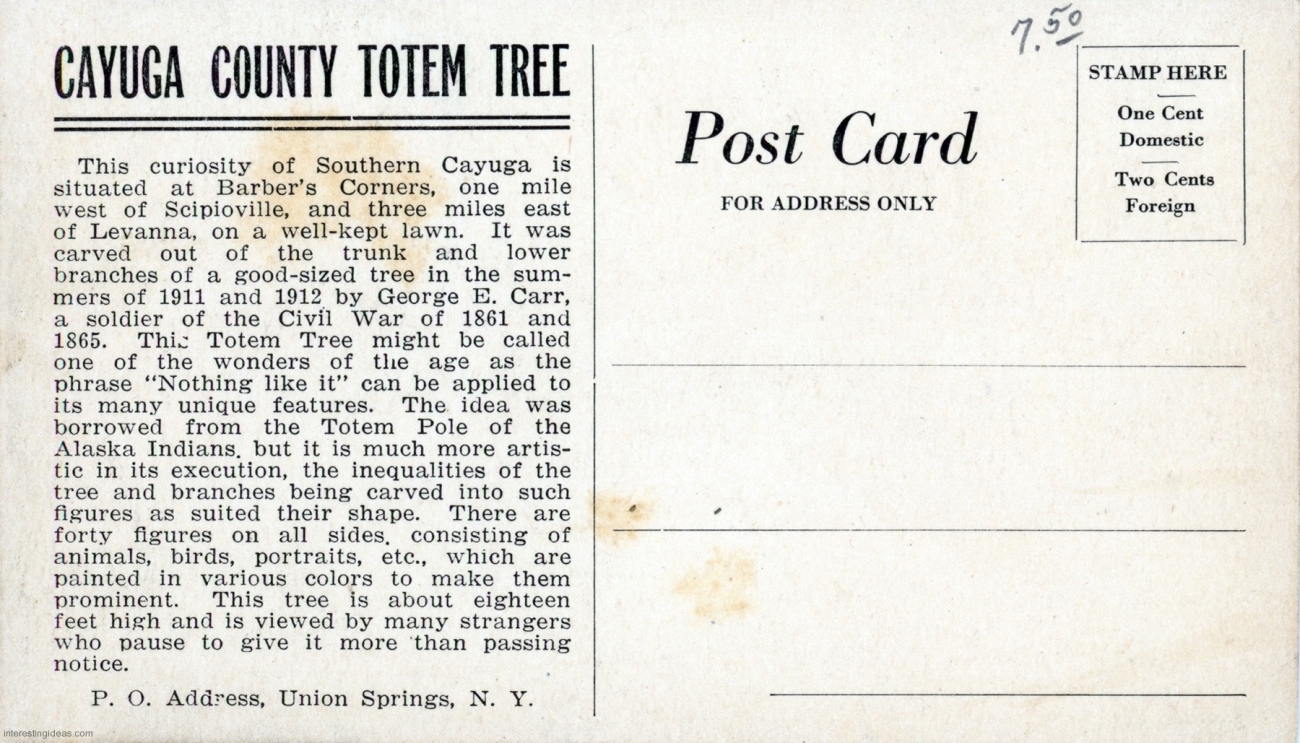 CAYUGA COUNTY TOTEM TREE
This curiosity of Southern Cayuga is
situated at Barber's Corners, one mile
west of Scipioville, and three miles east
of Levanna, on a well-kept lawn. It was
carved out of the trunk and lower
branches of a good-sized tree in the sum-
mers of 1911 and 1912 by George E. Carr,
a soldier of the Civil War of 1861 and
1865. This Totem Tree might be called
one of the wonders of the age as the
phrase "Nothing like it" can be applied to
its many unique features. The idea was
borrowed from the Totem Pole of the
Alaska Indians, but it is much more artis-
tic in its execution, the inequalities of the
tree and branches being carved into such
figures as suited their shape. There are
forty figures on all sides, consisting of
animals, birds, portraits, etc., which are
painted in various colors to make them
prominent. This tree is about eighteen
feet high and is viewed by many strangers
who pause to give it more than passing
notice.
P. O. Address, Union Springs, N. Y.
7.50
Post Card
FOR ADDRESS ONLY
STAMP HERE
One Cent
Domestic
Two Cents
Foreign
interestingideas.com